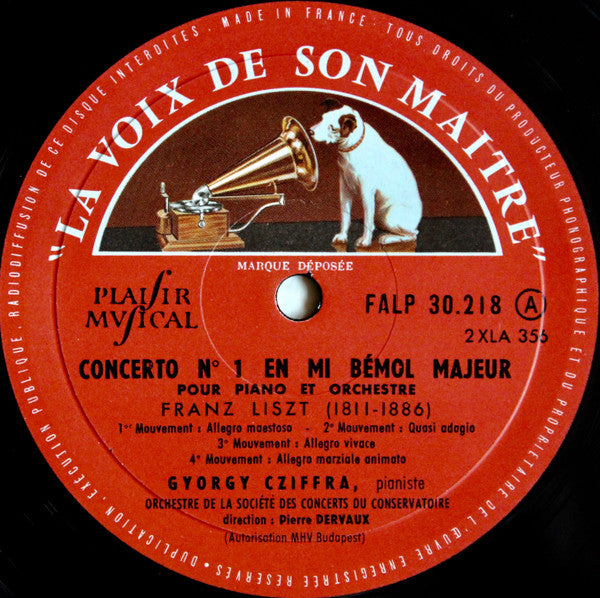 DUPLICATION, EXÉCUTION PUBLIQUE, RADIODIFFUSION DE CE DISQUE INTERDITES · MADE IN FRANCE : TOUS DROITS DU PRODUCTEUR PHONOGRAPHIQUE ET DU PROPRIÉTAIRE DE L'ŒUVRE ENREGISTRÉE RÉSERVÉS ·
"LA VOIX DE SON MAITRE"
MARQUE DÉPOSÉE
PLAISIR
MUSICAL
FALP 30.218 A
2 XLA 356
CONCERTO N° 1 EN MI BÉMOL MAJEUR
POUR PIANO ET ORCHESTRE
FRANZ LISZT (1811-1886)
1er Mouvement : Allegro maestoso - 2e Mouvement : Quasi adagio
3e Mouvement : Allegro vivace
4e Mouvement : Allegro marziale animato
GYORGY CZIFFRA, pianiste
ORCHESTRE DE LA SOCIÉTÉ DES CONCERTS DU CONSERVATOIRE
direction : Pierre DERVAUX
(Autorisation MHV Budapest)